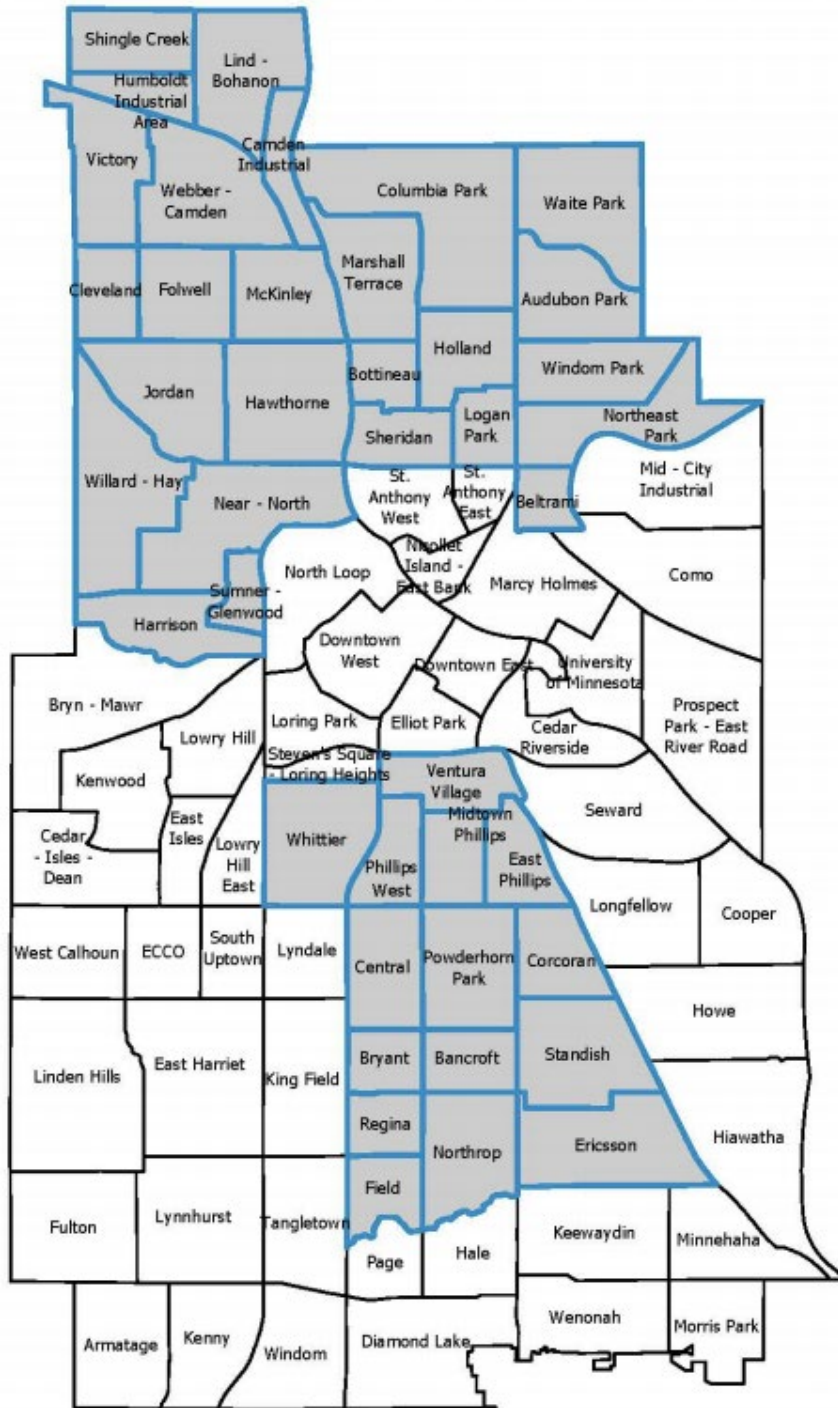 Shingle Creek
Lind -
Bohanon
Humboldt
Industrial
Area
Camden
Industrial
Victory
Webber -
Camden
Columbia Park
Waite Park
Marshall
Terrace
Cleveland
Folwell
McKinley
Audubon Park
Holland
Bottineau
Windom Park
Jordan
Hawthorne
Logan
Park
Northeast
Park
Sheridan
Willard - Hay
St.
Anthony
West
St.
Anthony
East
Mid - City
Industrial
Near - North
Beltrami
Nicollet
Island -
East Bank
North Loop
Marcy Holmes
Como
Sumner -
Glenwood
Harrison
Downtown
West
Downtown East
University
of Minnesota
Bryn - Mawr
Prospect
Park - East
River Road
Loring Park
Elliot Park
Cedar
Riverside
Lowry Hill
Steven's Square
- Loring Heights
Kenwood
Ventura
Village
Midtown
Phillips
Seward
East
Isles
Cedar
- Isles -
Dean
Lowry
Hill
East
Whittier
Phillips
West
East
Phillips
Longfellow
Cooper
West Calhoun
ECCO
South
Uptown
Lyndale
Central
Powderhorn
Park
Corcoran
Howe
Linden Hills
East Harriet
King Field
Bryant
Bancroft
Standish
Regina
Northrop
Ericsson
Hiawatha
Field
Fulton
Lynnhurst
Tangletown
Page
Hale
Keewaydin
Minnehaha
Armatage
Kenny
Windom
Diamond Lake
Wenonah
Morris Park